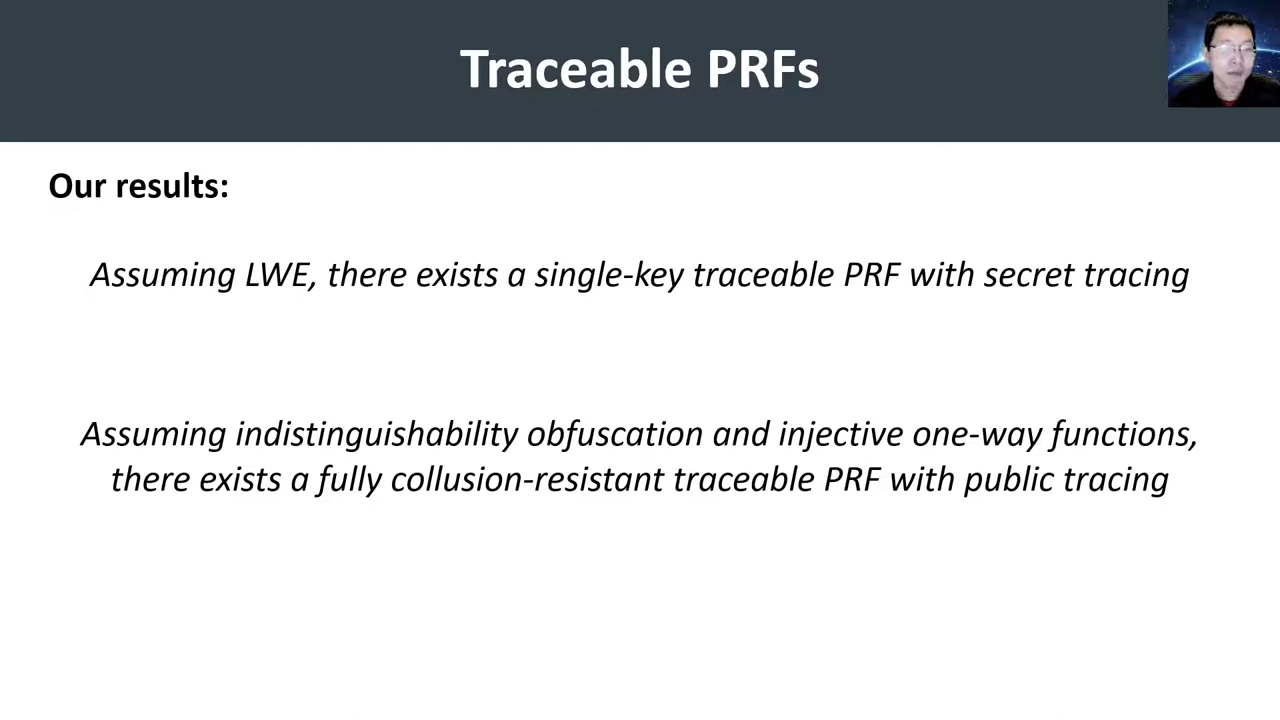 Traceable PRFs
Our results:
Assuming LWE, there exists a single-key traceable PRF with secret tracing
Assuming indistinguishability obfuscation and injective one-way functions,
there exists a fully collusion-resistant traceable PRF with public tracing